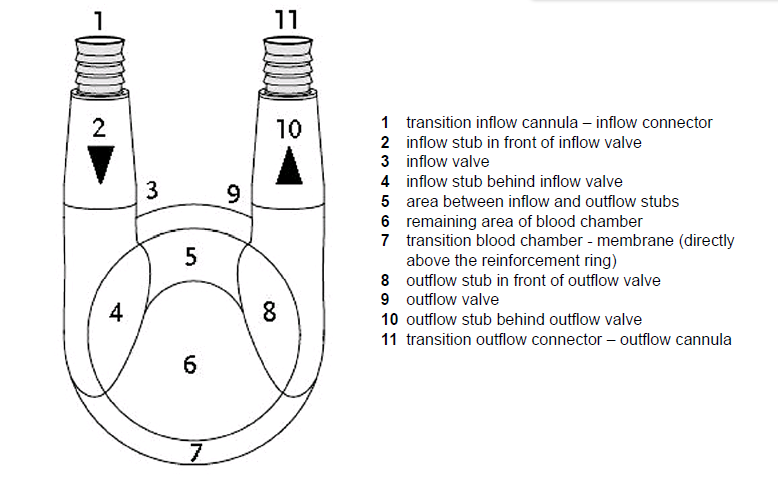 1
11
2
10
3
9
5
4
8
6
7
1 transition inflow cannula – inflow connector
2 inflow stub in front of inflow valve
3 inflow valve
4 inflow stub behind inflow valve
5 area between inflow and outflow stubs
6 remaining area of blood chamber
7 transition blood chamber - membrane (directly
above the reinforcement ring)
8 outflow stub in front of outflow valve
9 outflow valve
10 outflow stub behind outflow valve
11 transition outflow connector – outflow cannula